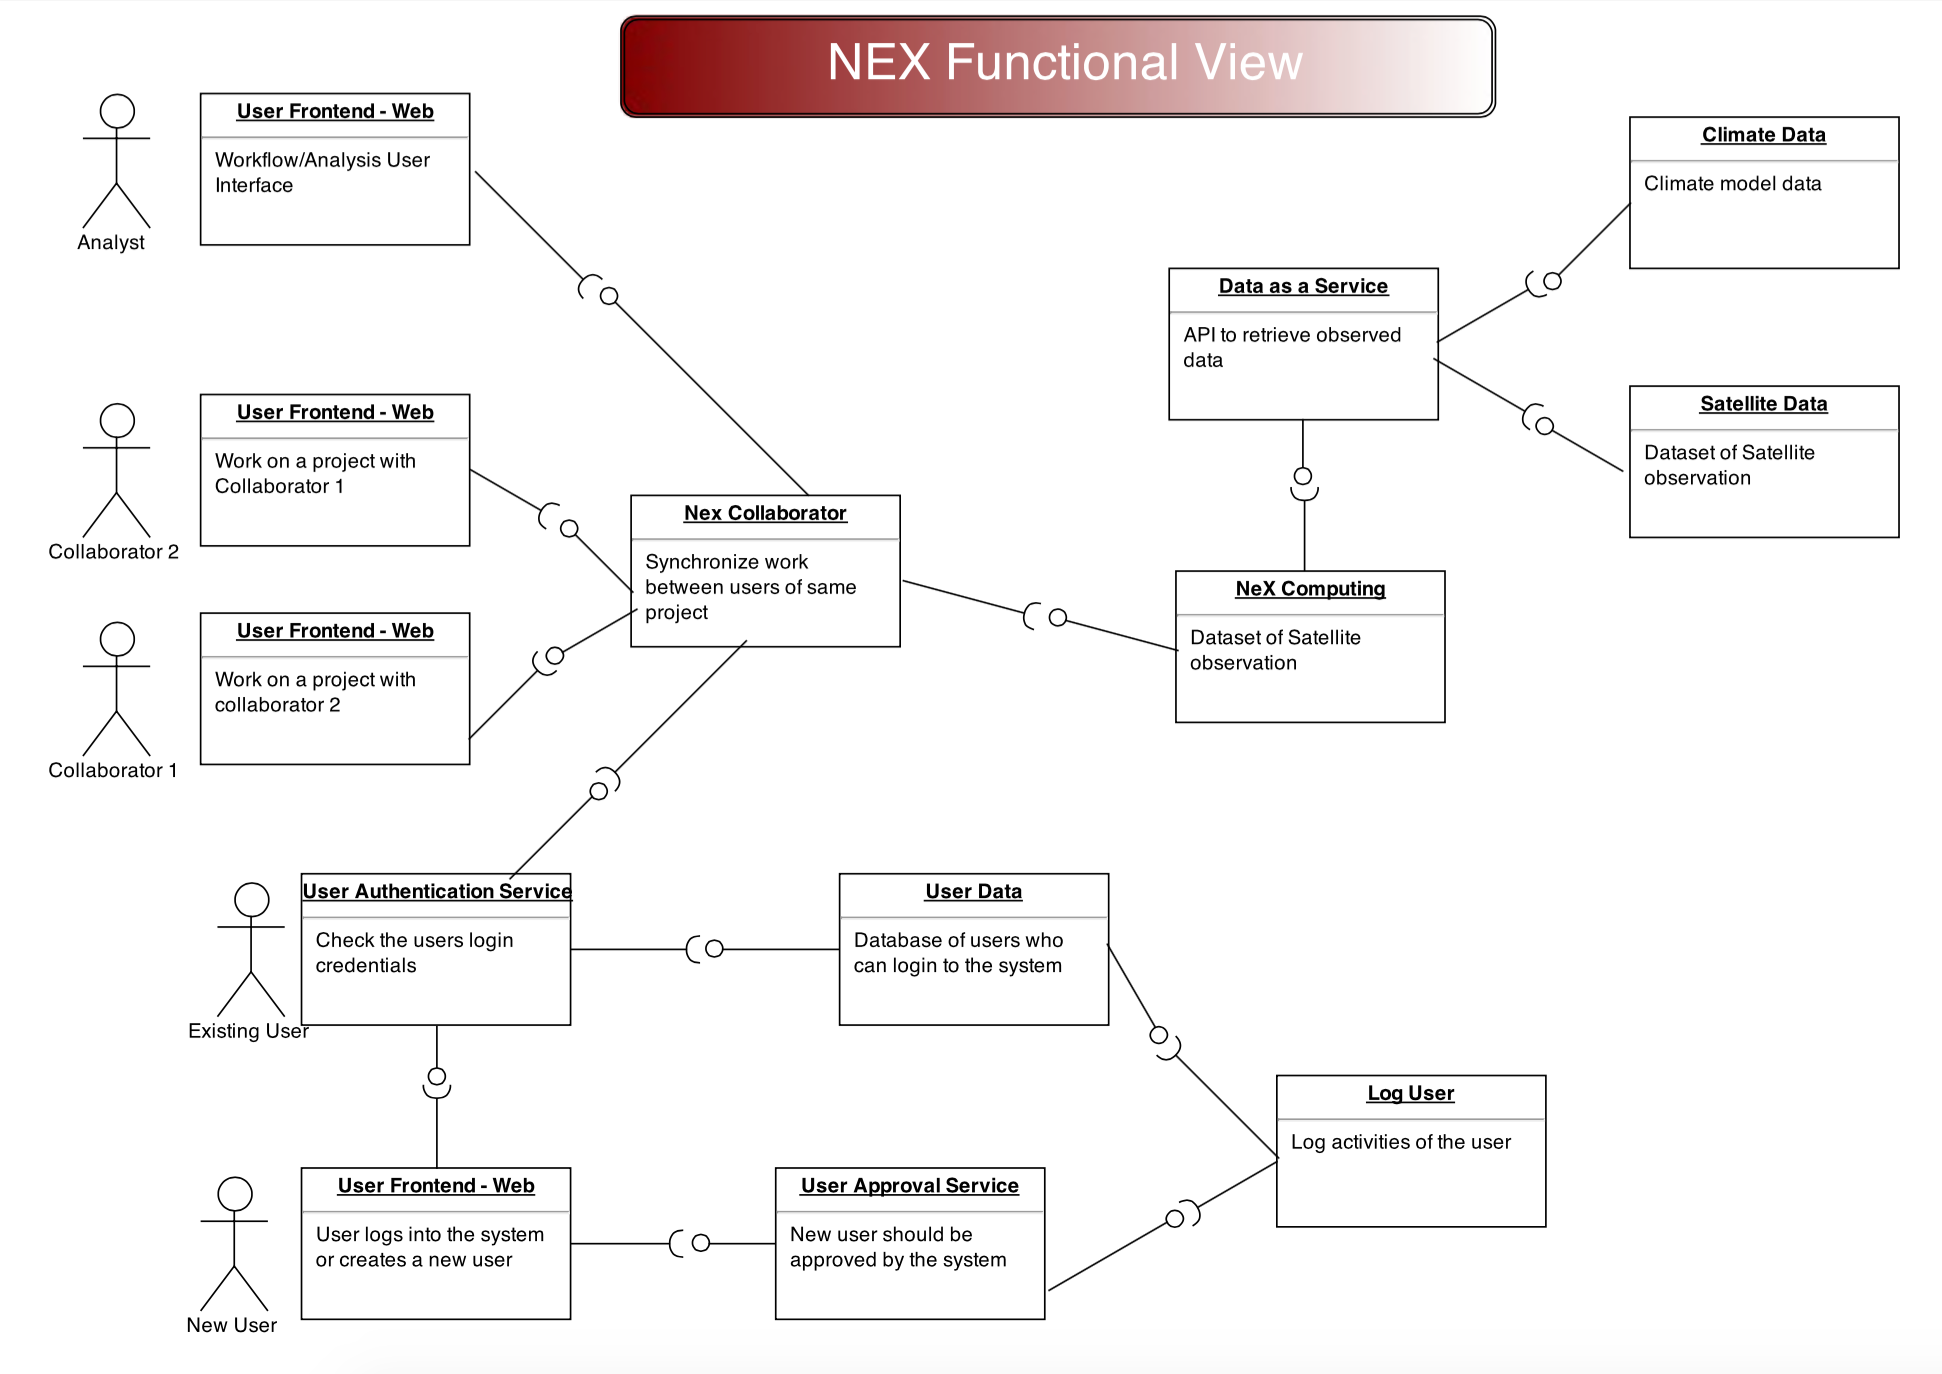 NEX Functional View
User Frontend - Web
Workflow/Analysis User
Interface
Analyst
Climate Data
Climate model data
Data as a Service
API to retrieve observed
data
User Frontend - Web
Work on a project with
Collaborator 1
Collaborator 2
Satellite Data
Dataset of Satellite
observation
Nex Collaborator
Synchronize work
between users of same
project
NeX Computing
Dataset of Satellite
observation
User Frontend - Web
Work on a project with
collaborator 2
Collaborator 1
User Authentication Service
Check the users login
credentials
Existing User
User Data
Database of users who
can login to the system
Log User
Log activities of the user
User Frontend - Web
User logs into the system
or creates a new user
New User
User Approval Service
New user should be
approved by the system